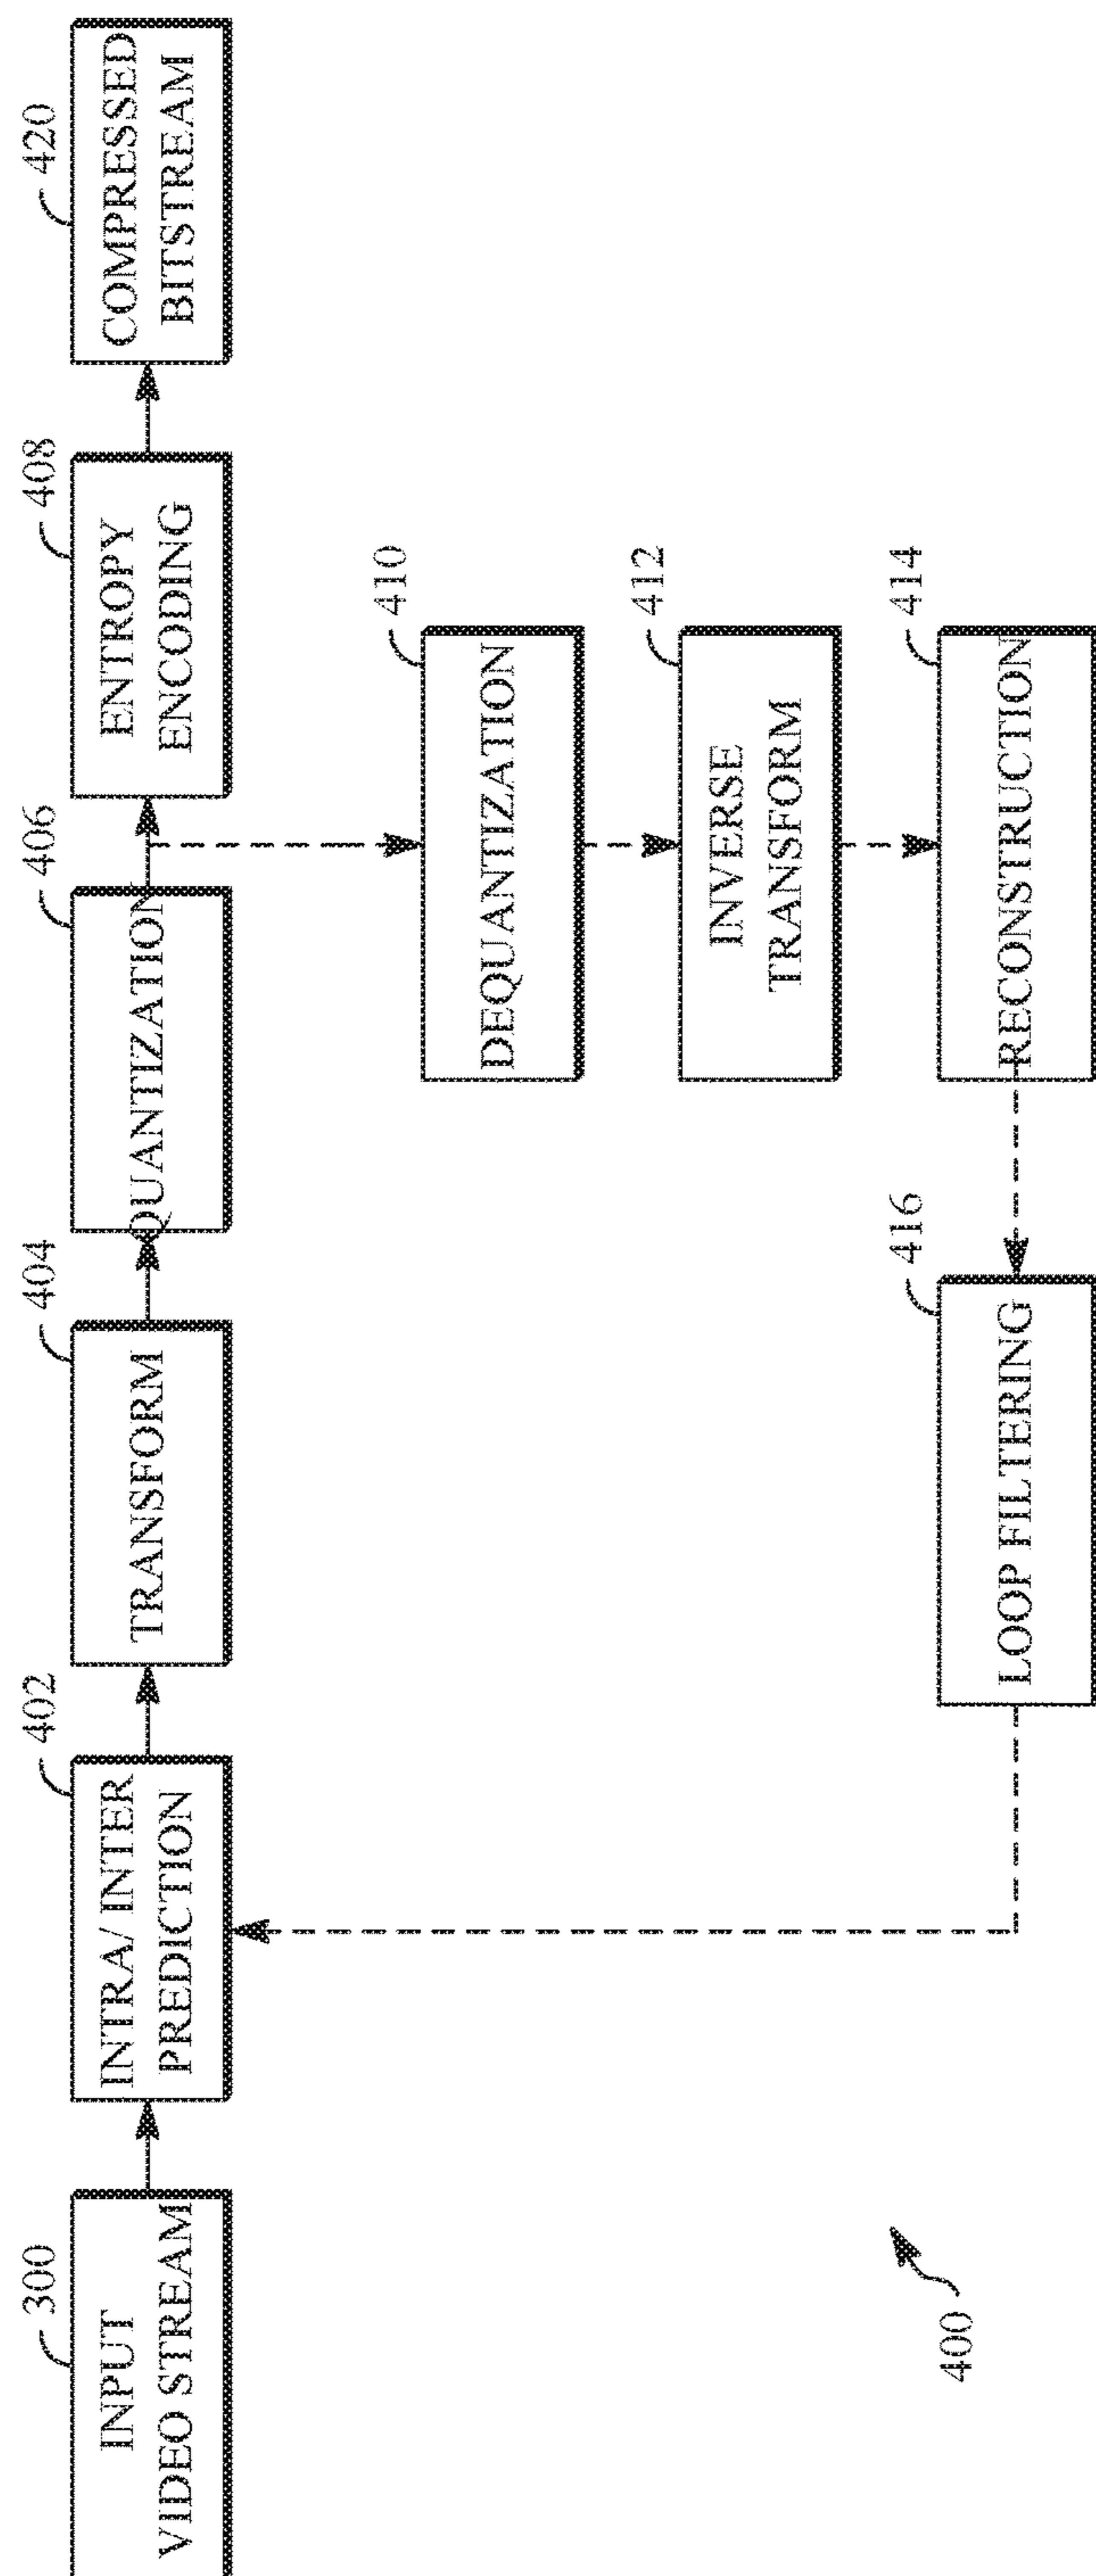 300
INPUT
VIDEO STREAM
402
INTRA/ INTER
PREDICTION
404
TRANSFORM
406
QUANTIZATION
408
ENTROPY
ENCODING
420
COMPRESSED
BITSTREAM
410
DEQUANTIZATION
412
INVERSE
TRANSFORM
414
RECONSTRUCTION
416
LOOP FILTERING
400